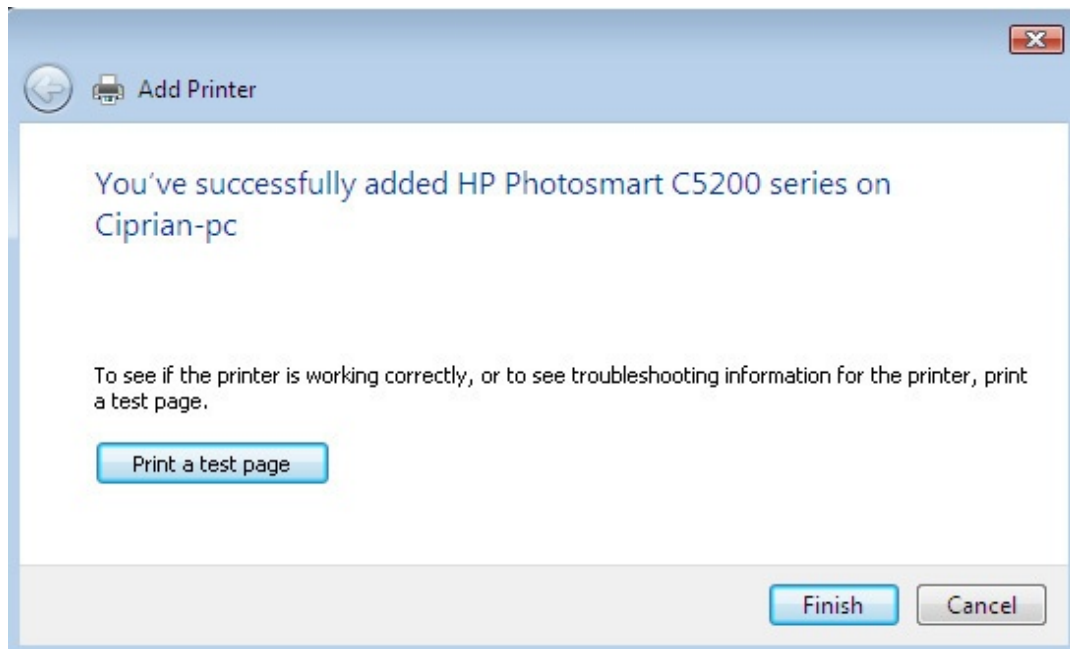 Add Printer
You've successfully added HP Photosmart C5200 series on
Ciprian-pc
To see if the printer is working correctly, or to see troubleshooting information for the printer, print
a test page.
Print a test page
Finish Cancel